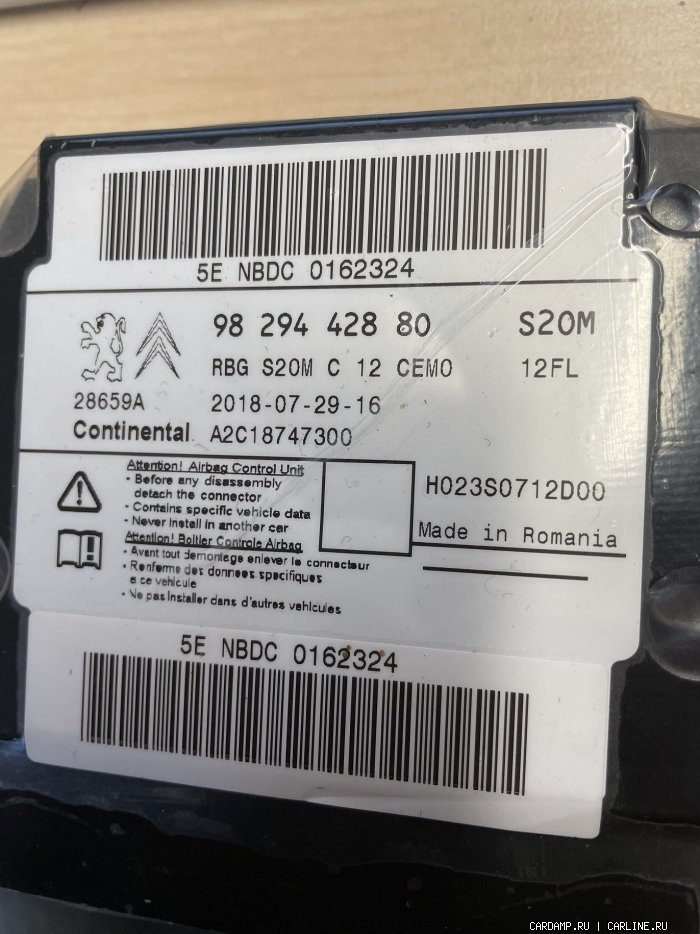 5E NBDC 0162324
98 294 428 80 S20M
RBG S20M C 12 CEMO 12FL
28659A 2018-07-29-16
Continental A2C18747300
Attention! Airbag Control Unit
- Before any disassembly
detach the connector
- Contains specific vehicle data
- Never install in another car
Attention! Boîtier Controle Airbag
- Avant tout demontage enlever le connecteur
- Renferme des donnees specifiques
a ce vehicule
- Ne pas installer dans d'autres vehicules
H023S0712D00
Made in Romania
5E NBDC 0162324
CARDAMP.RU | CARLINE.RU